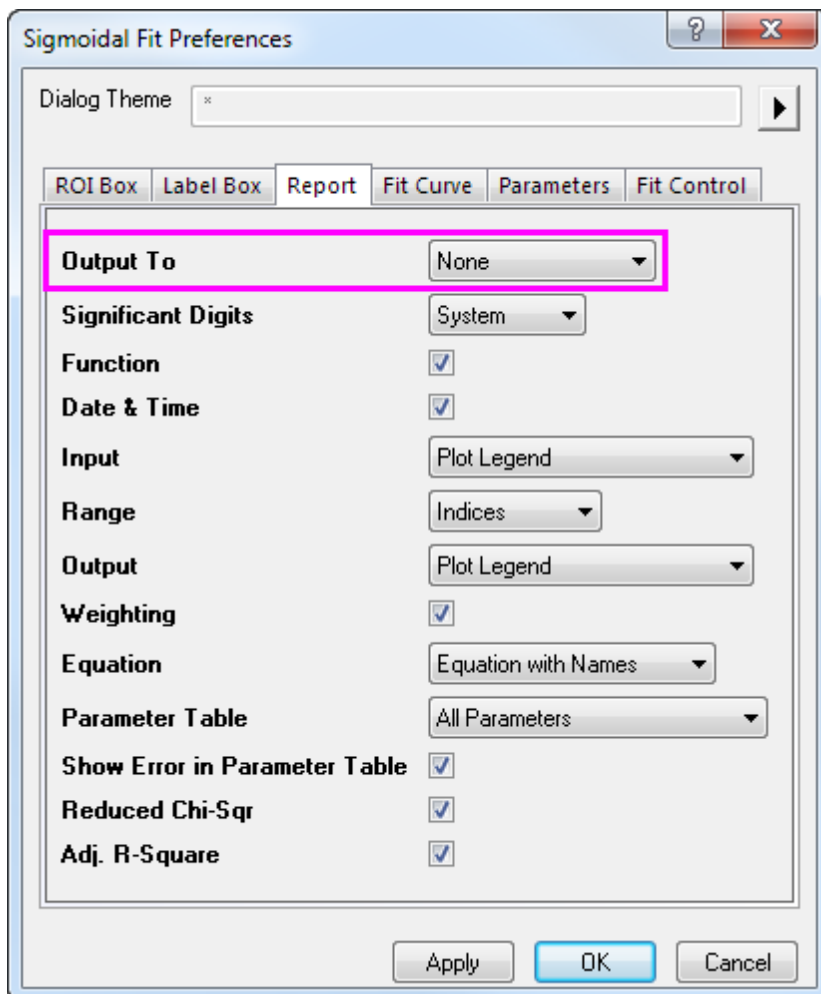 Sigmoidal Fit Preferences
Dialog Theme *
ROI Box Label Box Report Fit Curve Parameters Fit Control
Output To None
Significant Digits System
Function
Date & Time
Input Plot Legend
Range Indices
Output Plot Legend
Weighting
Equation Equation with Names
Parameter Table All Parameters
Show Error in Parameter Table
Reduced Chi-Sqr
Adj. R-Square
Apply OK Cancel